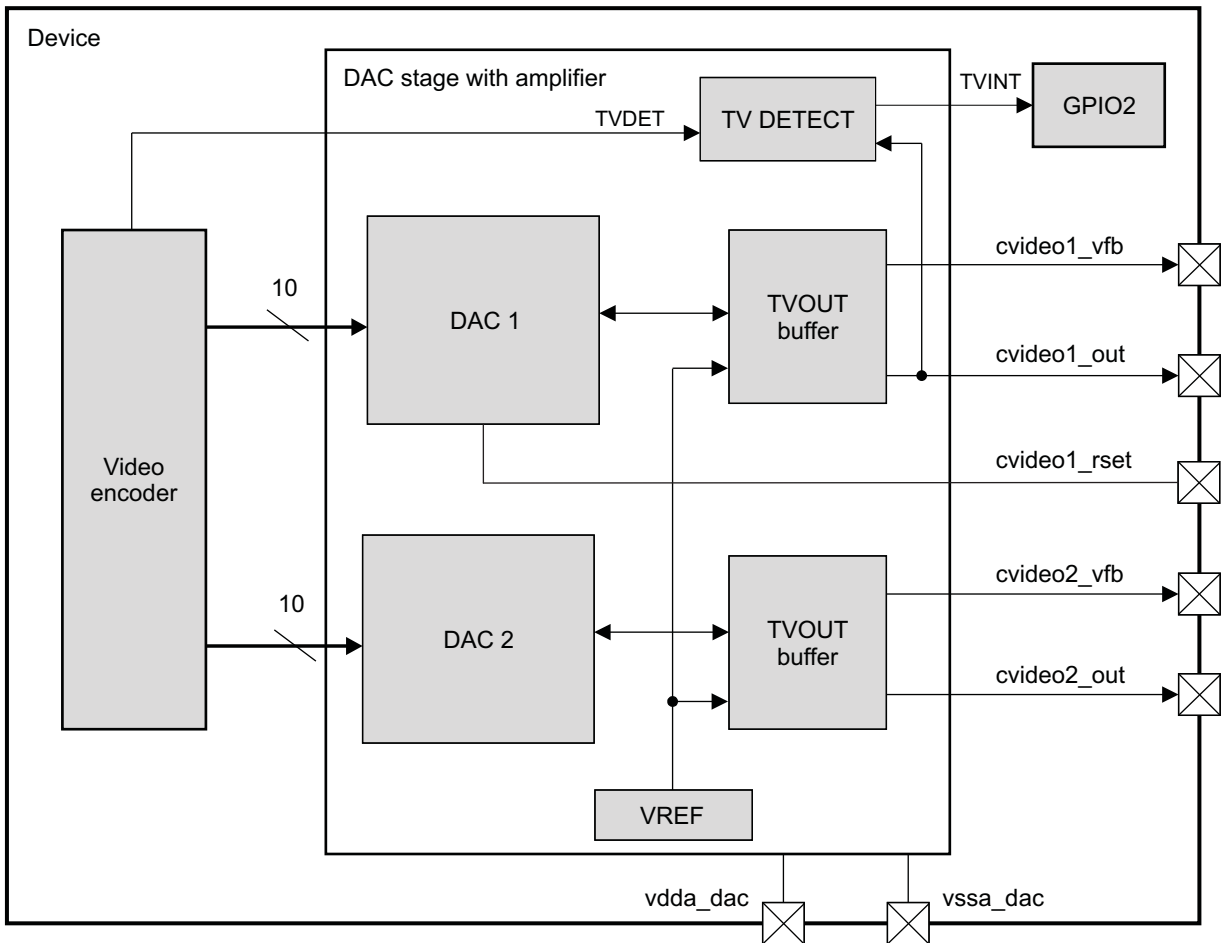 Device
DAC stage with amplifier
TVINT
TVDET
TV DETECT
GPIO2
10
DAC 1
TVOUT
buffer
cvideo1_vfb
cvideo1_out
cvideo1_rset
Video
encoder
10
DAC 2
TVOUT
buffer
cvideo2_vfb
cvideo2_out
VREF
vdda_dac
vssa_dac